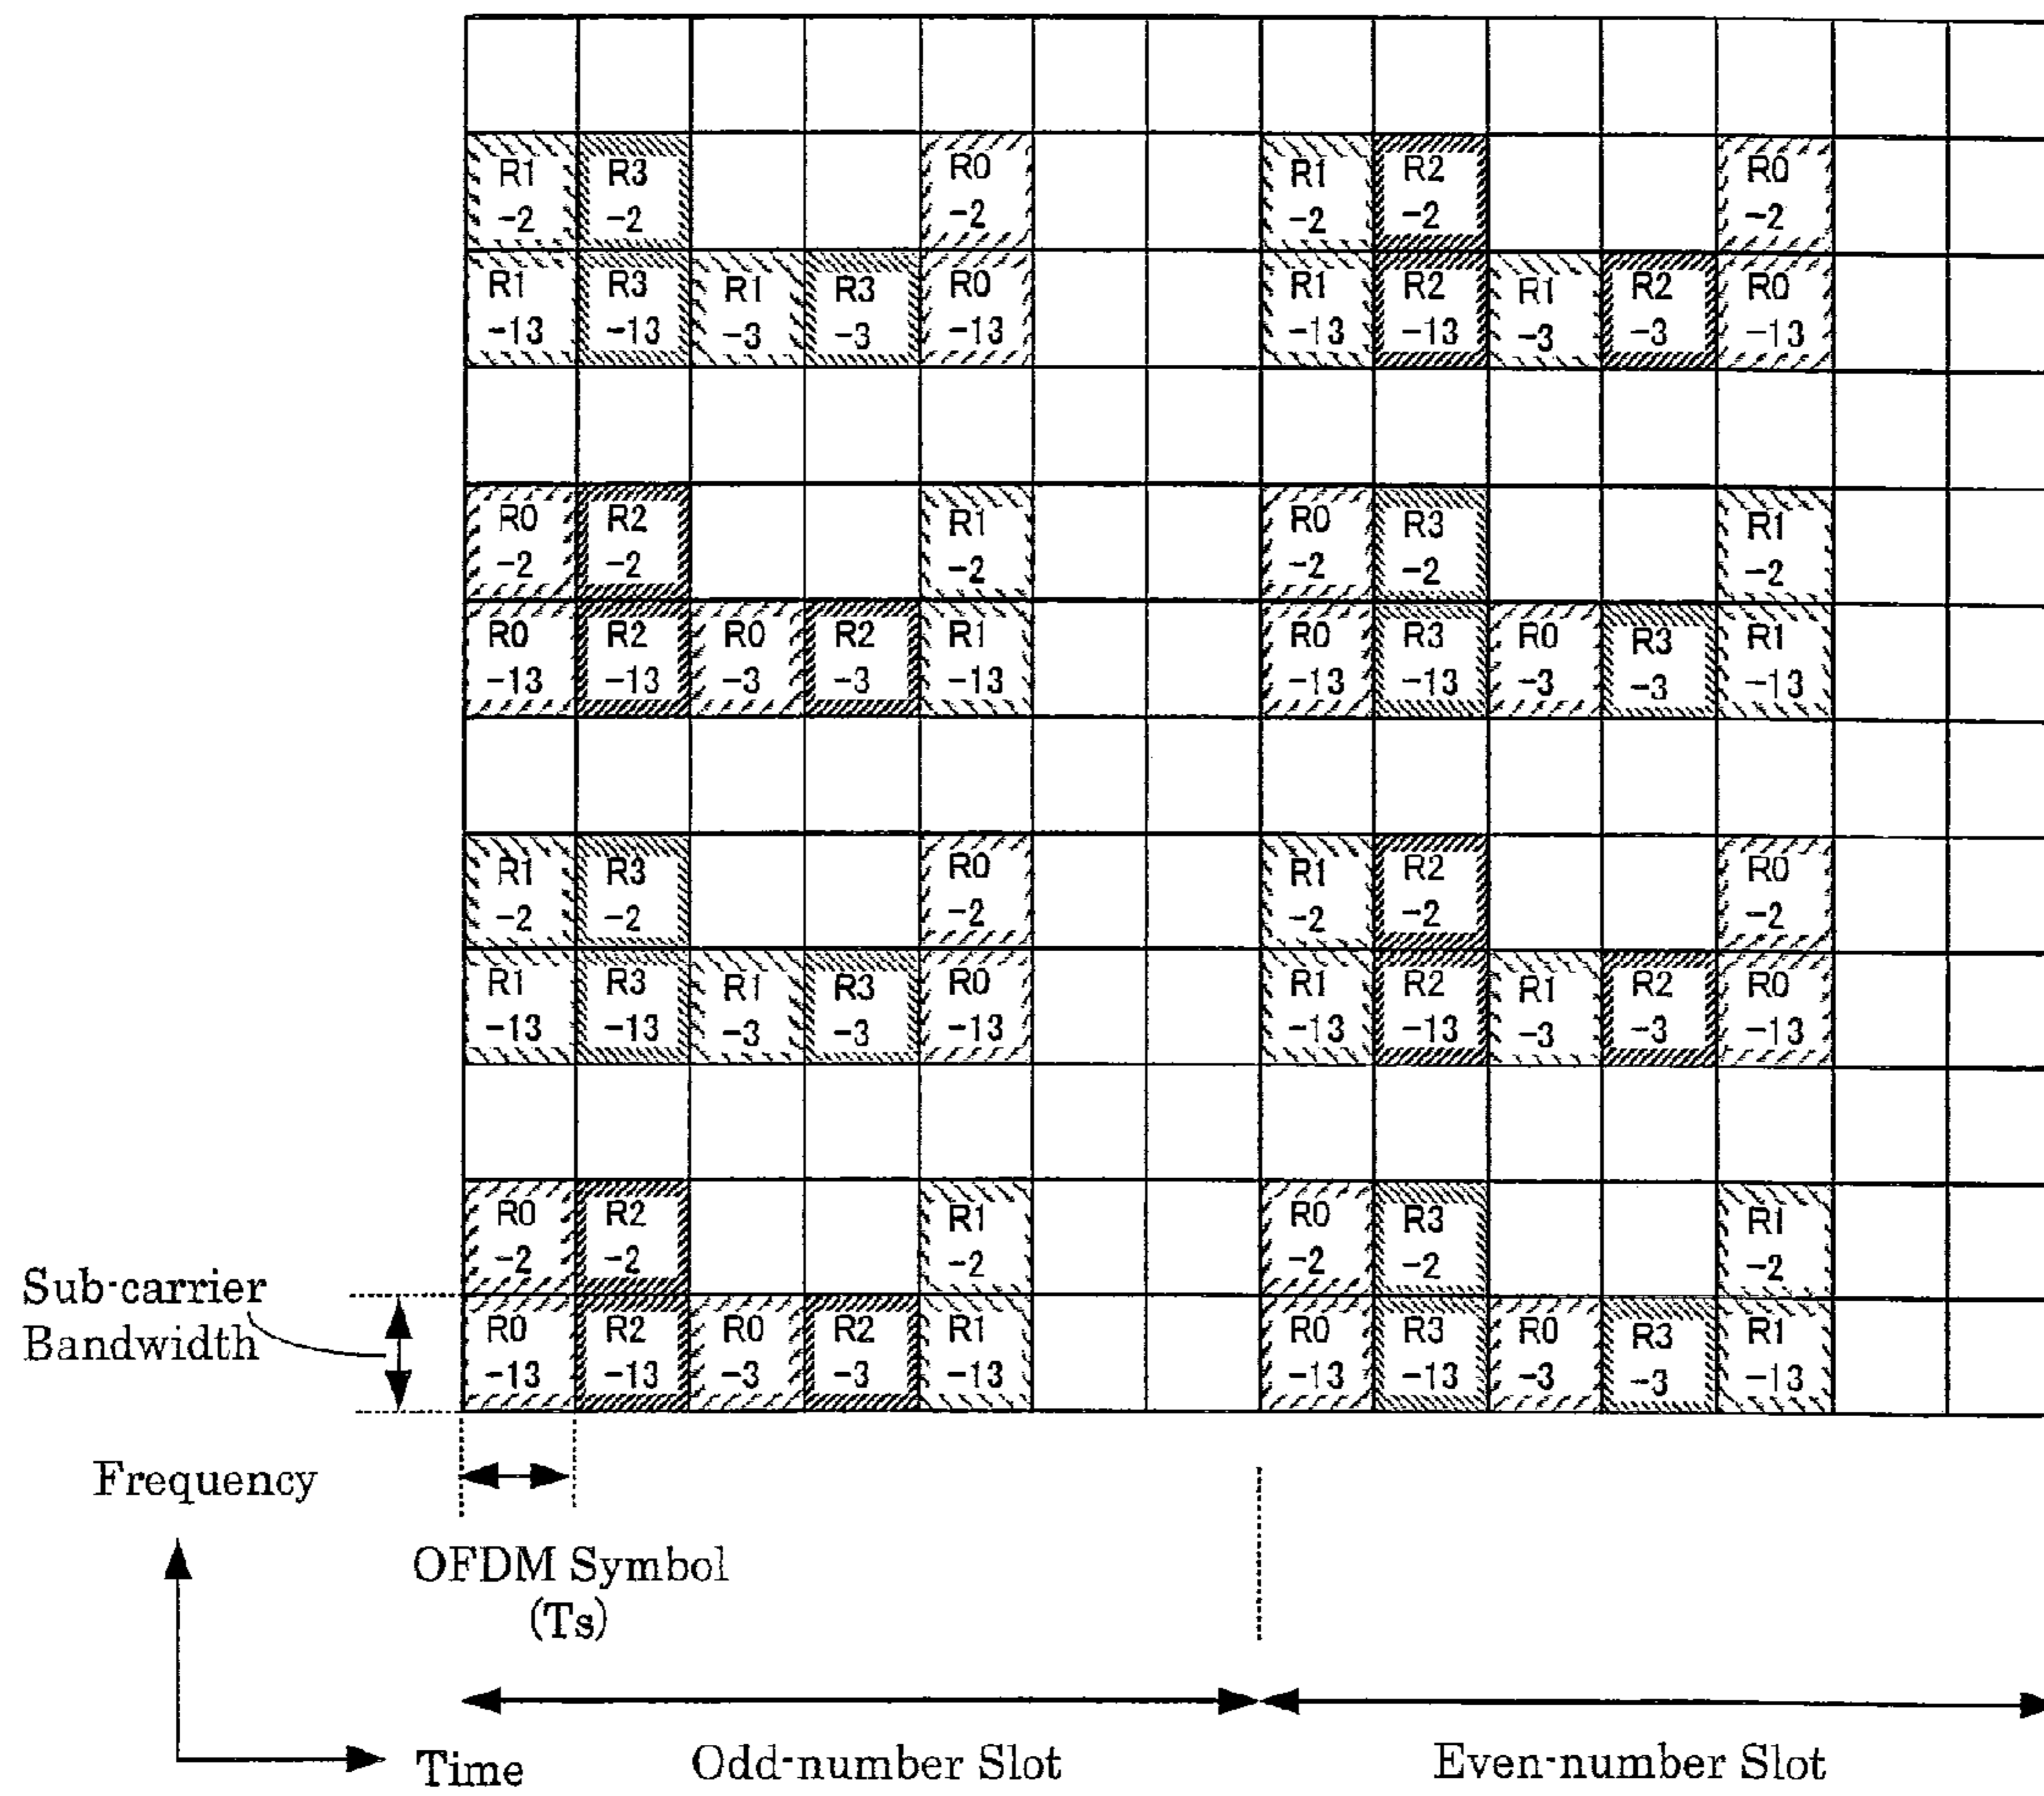 R1 R3 R0 R1 R2 R0
-2 -2 -2 -2 -2 -2
R1 R3 R1 R3 R0 R1 R2 R1 R2 R0
-13 -13 -3 -3 -13 -13 -13 -3 -3 -13
R0 R2 R1 R0 R3 R1
-2 -2 -2 -2 -2 -2
R0 R2 R0 R2 R1 R0 R3 R0 R3 R1
-13 -13 -3 -3 -13 -13 -13 -3 -3 -13
R1 R3 R0 R1 R2 R0
-2 -2 -2 -2 -2 -2
R1 R3 R1 R3 R0 R1 R2 R1 R2 R0
-13 -13 -3 -3 -13 -13 -13 -3 -3 -13
R0 R2 R1 R0 R3 R1
-2 -2 -2 -2 -2 -2
R0 R2 R0 R2 R1 R0 R3 R0 R3 R1
-13 -13 -3 -3 -13 -13 -13 -3 -3 -13
Sub-carrier
Bandwidth
Frequency
OFDM Symbol
(Ts)
Time
Odd-number Slot
Even-number Slot